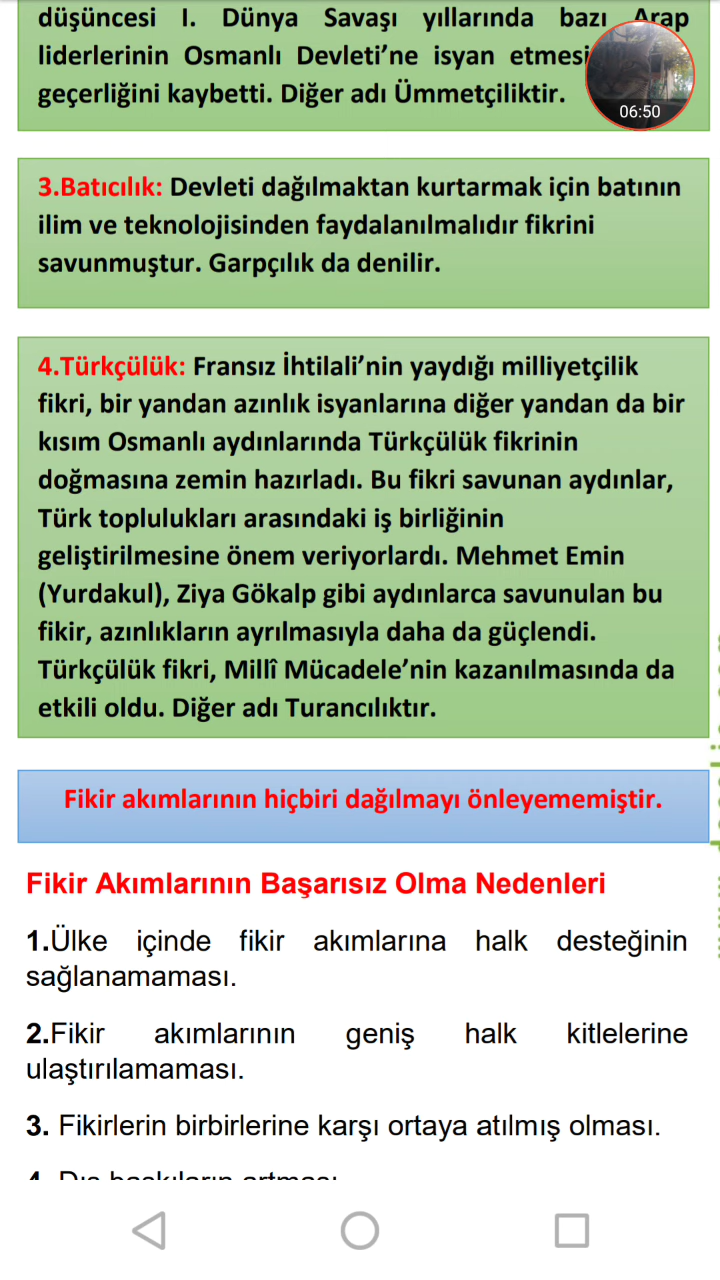 düşüncesi I. Dünya Savaşı yıllarında bazı Arap
liderlerinin Osmanlı Devleti’ne isyan
geçerliğini kaybetti. Diğer adı Ümmetçiliktir.
06:50
3.Batıcılık: Devleti dağılmaktan kurtarmak için batının
ilim ve teknolojisinden faydalanılmalıdır fikrini
savunmuştur. Garpçılık da denilir.
4.Türkçülük: Fransız İhtilali’nin yaydığı milliyetçilik
fikri, bir yandan azınlık isyanlarına diğer yandan da bir
kısım Osmanlı aydınlarında Türkçülük fikrinin
doğmasına zemin hazırladı. Bu fikri savunan aydınlar,
Türk toplulukları arasındaki iş birliğinin
geliştirilmesine önem veriyorlardı. Mehmet Emin
(Yurdakul), Ziya Gökalp gibi aydınlarca savunulan bu
fikir, azınlıkların ayrılmasıyla daha da güçlendi.
Türkçülük fikri, Millî Mücadele’nin kazanılmasında da
etkili oldu. Diğer adı Turancılıktır.
Fikir akımlarının hiçbiri dağılmayı önleyememiştir.
Fikir Akımlarının Başarısız Olma Nedenleri
1.Ülke içinde fikir akımlarına halk desteğinin
sağlanamaması.
2.Fikir akımlarının geniş halk kitlelerine
ulaştırılamaması.
3. Fikirlerin birbirlerine karşı ortaya atılmış olması.
4. Dış baskıların artması